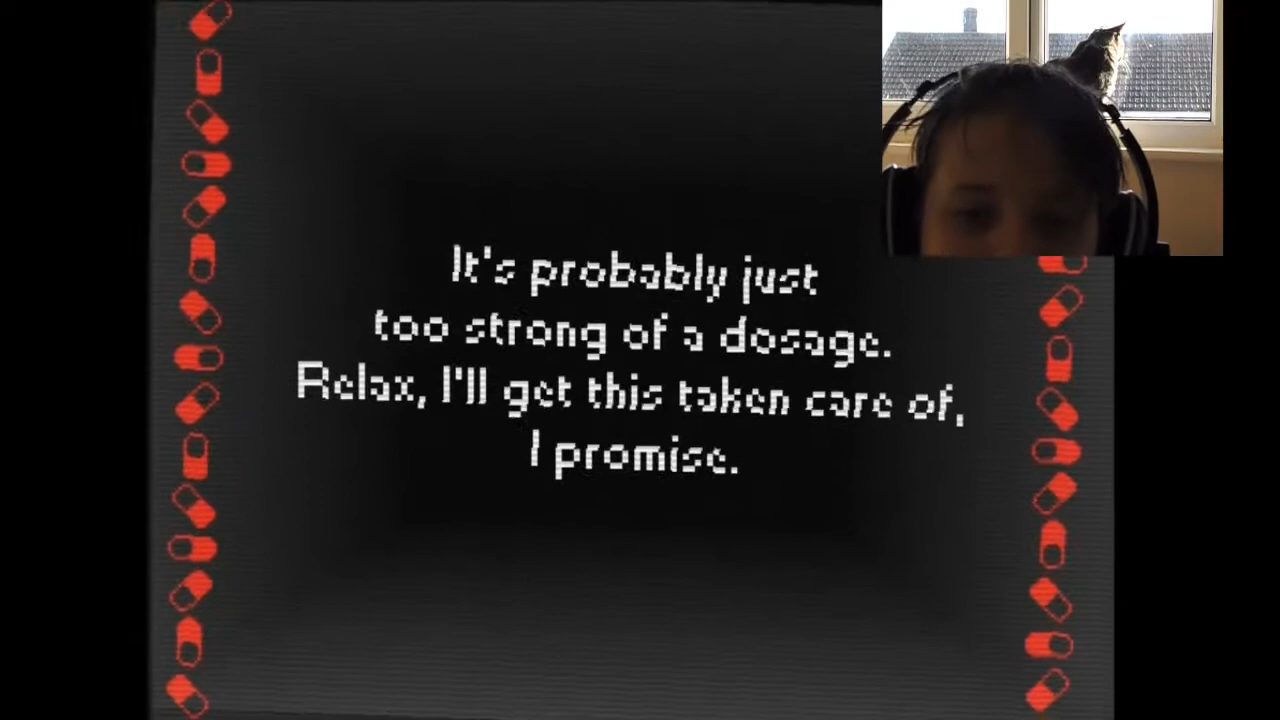 It's probably just
too strong of a dosage.
Relax, I'll get this taken care of,
I promise.